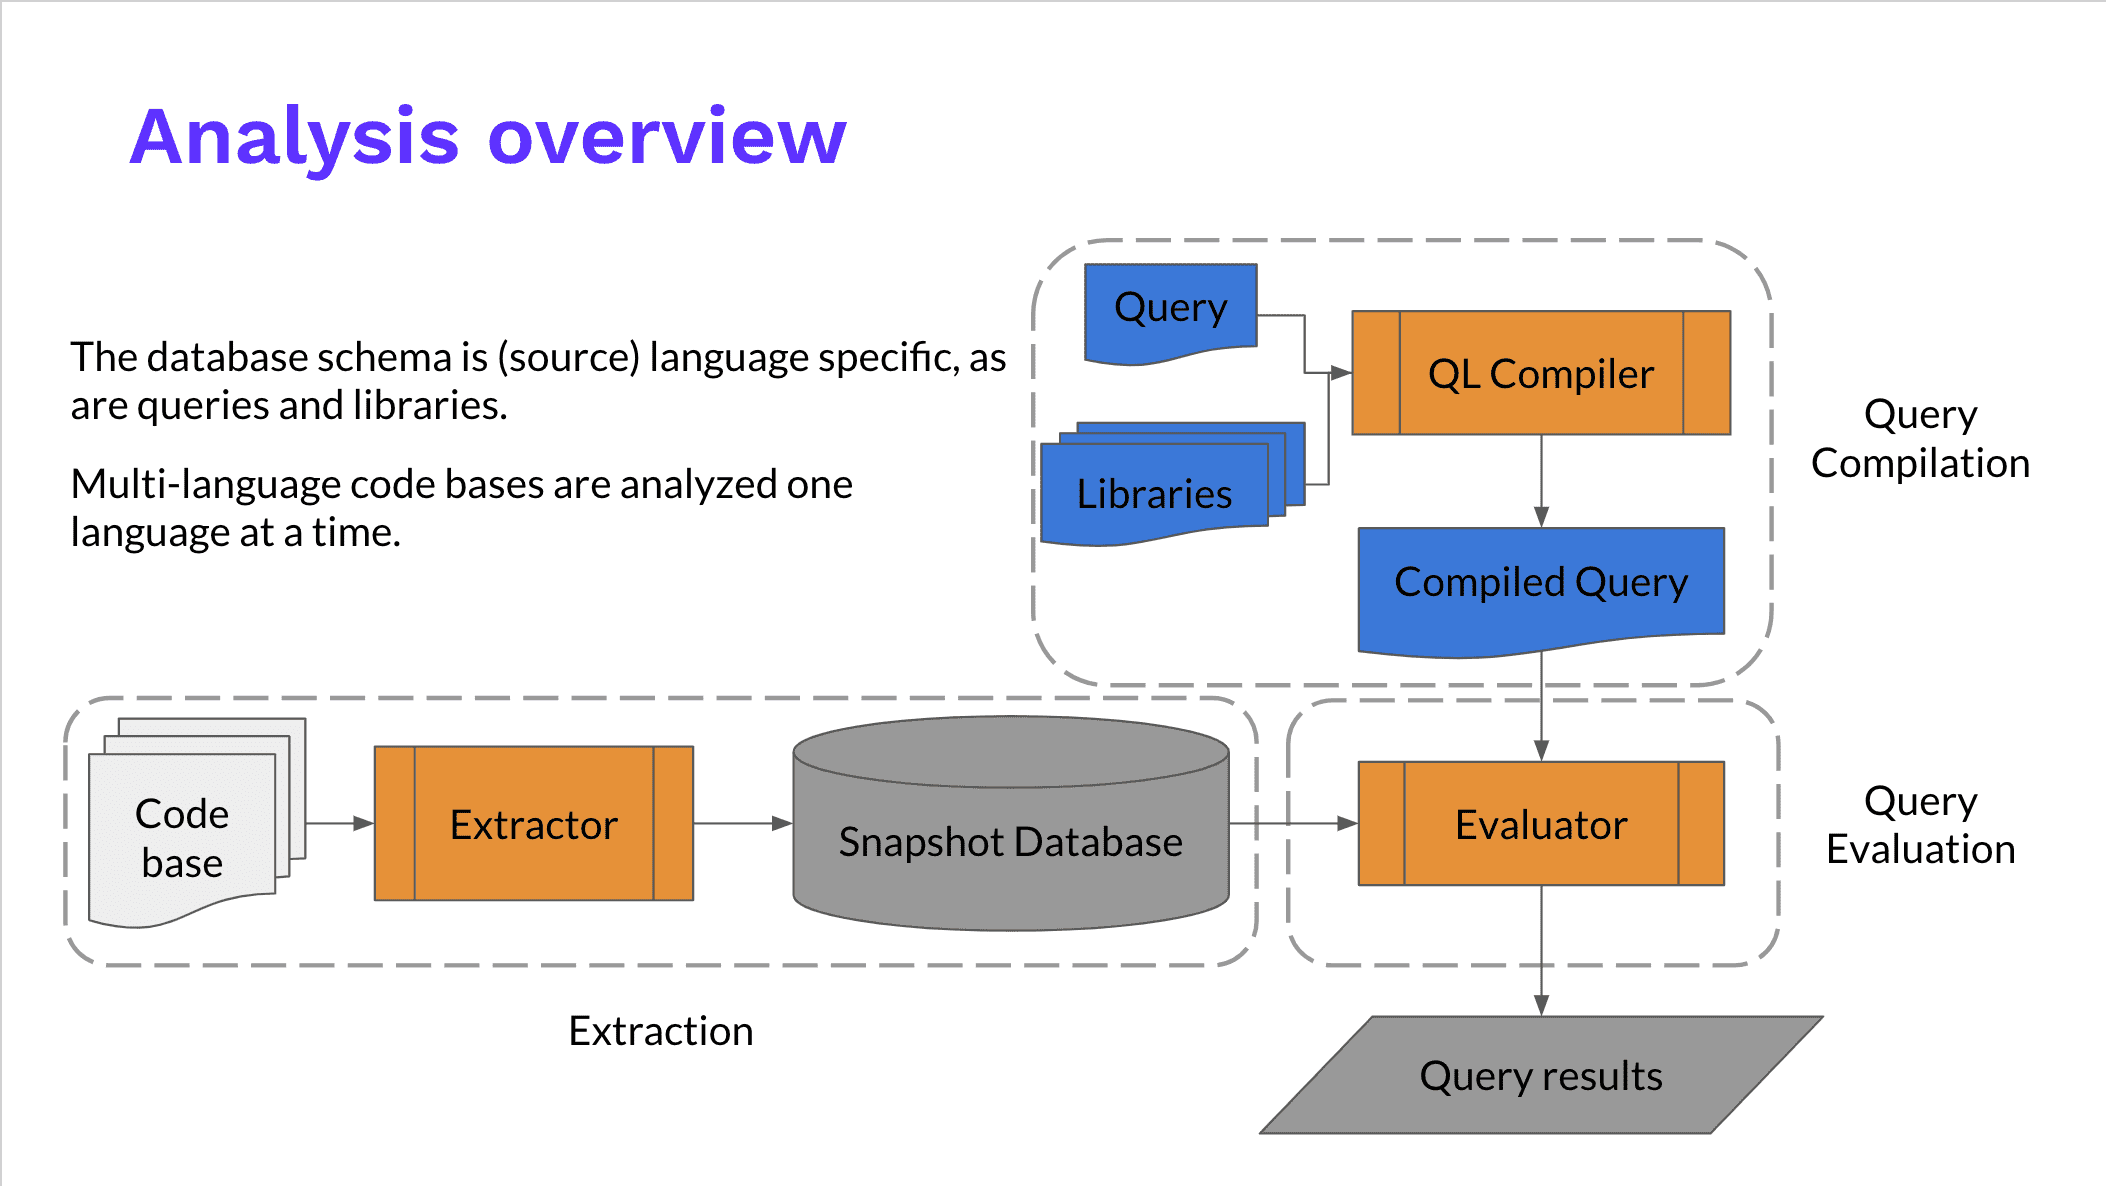 Analysis overview
The database schema is (source) language specific, as
are queries and libraries.
Multi-language code bases are analyzed one
language at a time.
Query
QL Compiler
Libraries
Compiled Query
Query
Compilation
Code
base
Extractor
Snapshot Database
Evaluator
Query
Evaluation
Extraction
Query results